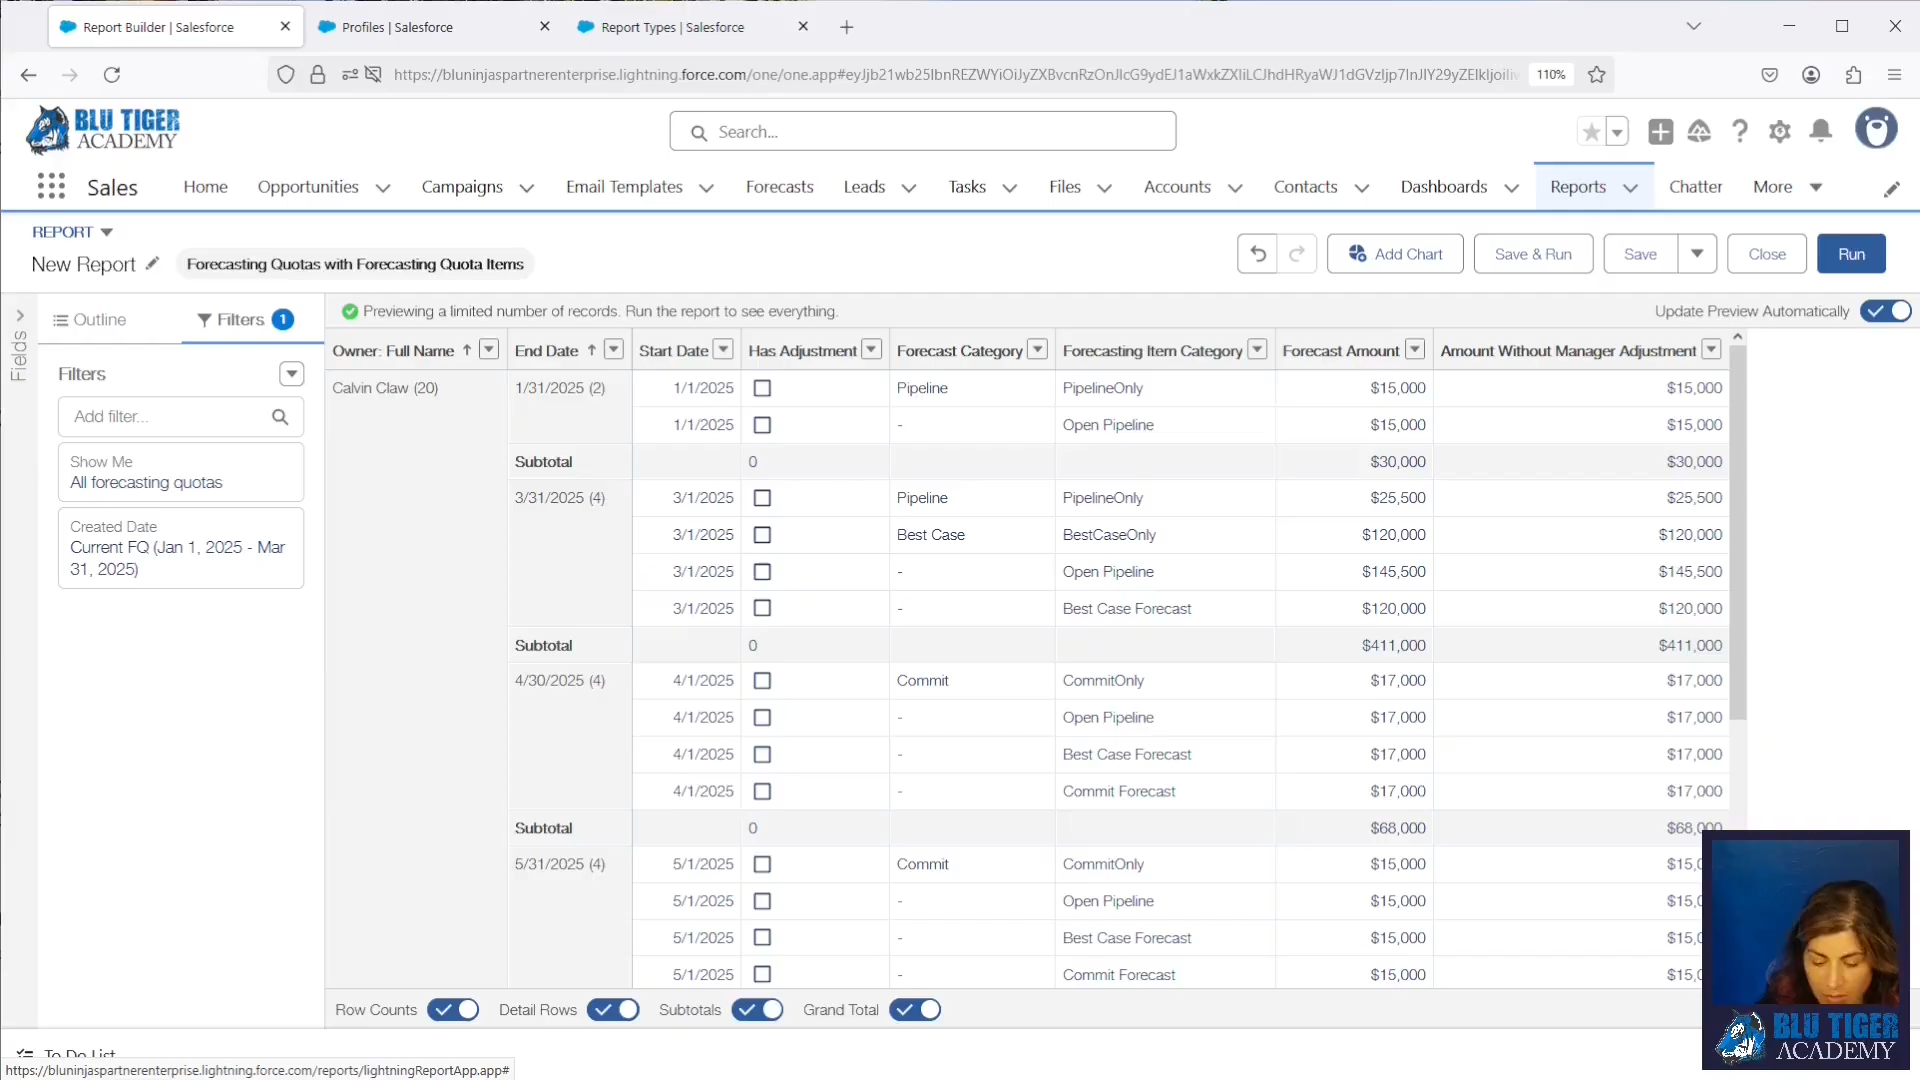 Report Builder | Salesforce
Profiles | Salesforce
Report Types | Salesforce
110%
BLU TIGER
ACADEMY
Search...
Sales
Home
Opportunities
Campaigns
Email Templates
Forecasts
Leads
Tasks
Files
Accounts
Contacts
Dashboards
Reports
Chatter
More
REPORT
New Report
Forecasting Quotas with Forecasting Quota Items
Add Chart
Save & Run
Save
Close
Run
Fields
Outline
Filters 1
Previewing a limited number of records. Run the report to see everything.
Update Preview Automatically
Filters
Add filter...
Show Me
All forecasting quotas
Created Date
Current FQ (Jan 1, 2025 - Mar
31, 2025)
Owner: Full Name End Date Start Date Has Adjustment Forecast Category Forecasting Item Category Forecast Amount Amount Without Manager Adjustment
Calvin Claw (20) 1/31/2025 (2) 1/1/2025 Pipeline PipelineOnly $15,000 $15,000
1/1/2025 - Open Pipeline $15,000 $15,000
Subtotal 0 $30,000 $30,000
3/31/2025 (4) 3/1/2025 Pipeline PipelineOnly $25,500 $25,500
3/1/2025 Best Case BestCaseOnly $120,000 $120,000
3/1/2025 - Open Pipeline $145,500 $145,500
3/1/2025 - Best Case Forecast $120,000 $120,000
Subtotal 0 $411,000 $411,000
4/30/2025 (4) 4/1/2025 Commit CommitOnly $17,000 $17,000
4/1/2025 - Open Pipeline $17,000 $17,000
4/1/2025 - Best Case Forecast $17,000 $17,000
4/1/2025 - Commit Forecast $17,000 $17,000
Subtotal 0 $68,000 $68,000
5/31/2025 (4) 5/1/2025 Commit CommitOnly $15,000
5/1/2025 - Open Pipeline $15,000
5/1/2025 - Best Case Forecast $15,000
5/1/2025 - Commit Forecast $15,000
Row Counts
Detail Rows
Subtotals
Grand Total
To Do List
https://bluninjaspartnerenterprise.lightning.force.com/reports/lightningReportApp.app#
BLU TIGER
ACADEMY